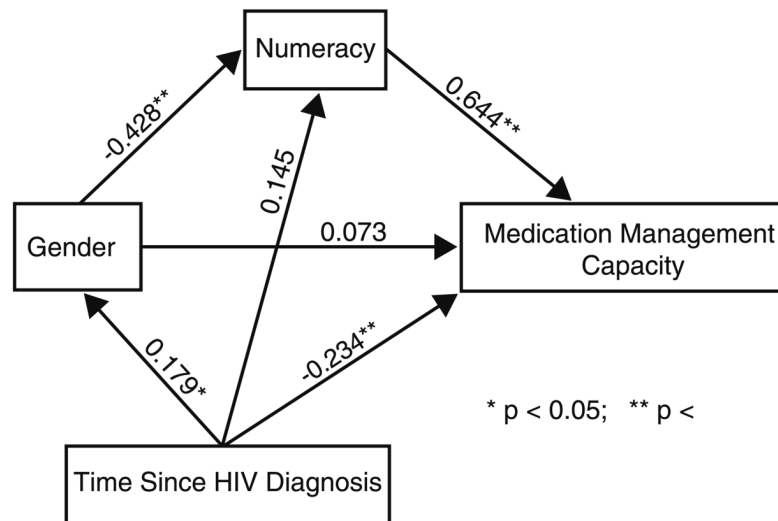 Numeracy
-0.428**
0.644**
0.145
Gender
0.073
Medication Management
Capacity
0.179*
-0.234**
* p < 0.05; ** p <
Time Since HIV Diagnosis